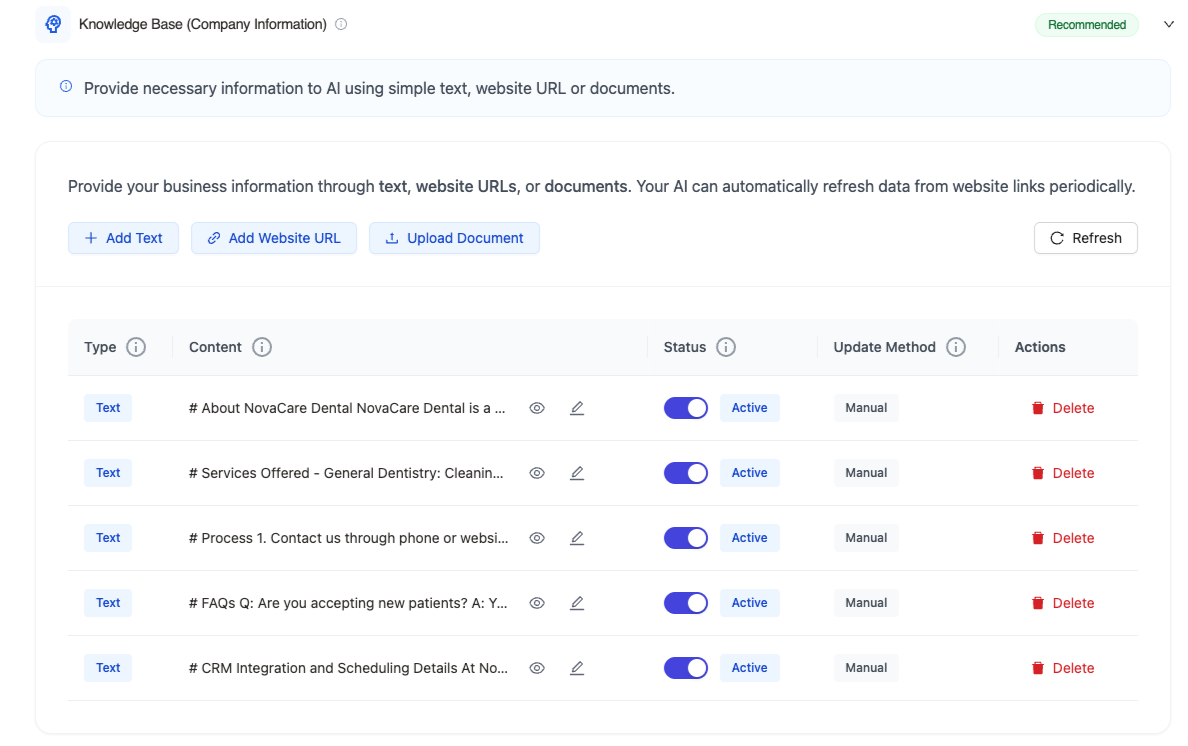 Knowledge Base (Company Information)
Recommended
Provide necessary information to AI using simple text, website URL or documents.
Provide your business information through text, website URLs, or documents. Your AI can automatically refresh data from website links periodically.
+ Add Text
Add Website URL
Upload Document
Refresh
Type Content Status Update Method Actions
Text # About NovaCare Dental NovaCare Dental is a ... Active Manual Delete
Text # Services Offered - General Dentistry: Cleanin... Active Manual Delete
Text # Process 1. Contact us through phone or websi... Active Manual Delete
Text # FAQs Q: Are you accepting new patients? A: Y... Active Manual Delete
Text # CRM Integration and Scheduling Details At No... Active Manual Delete